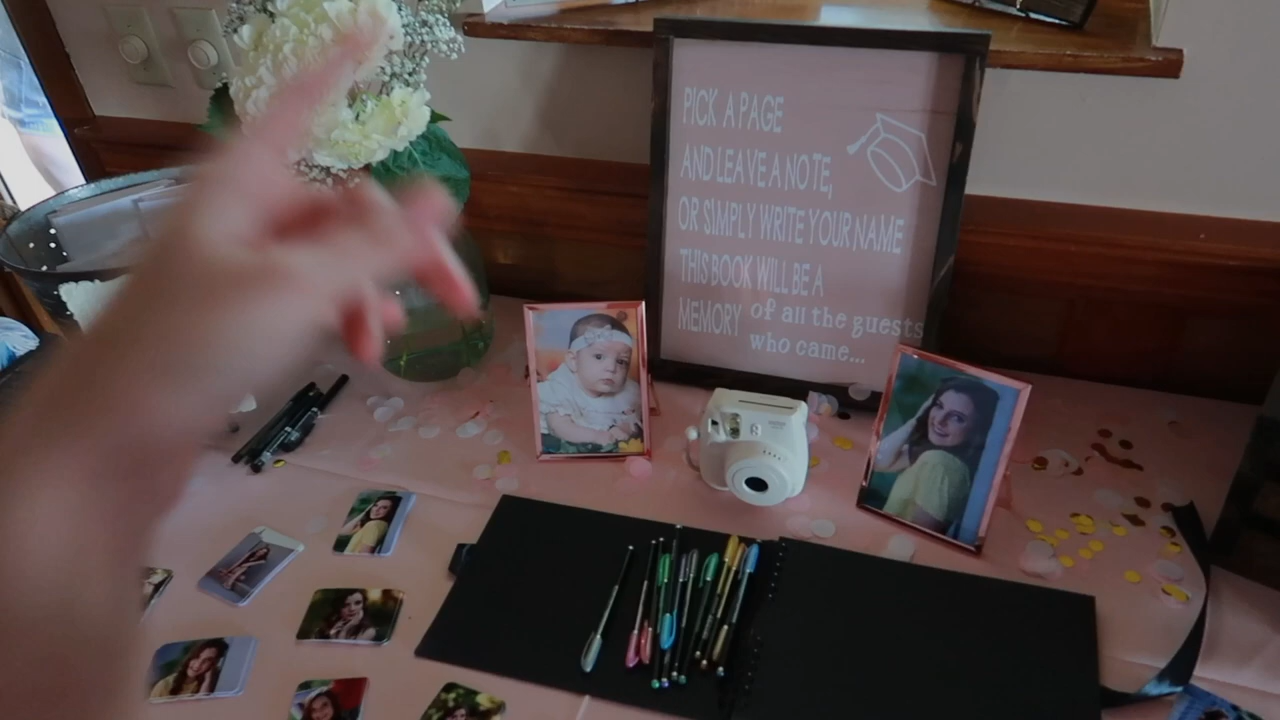 PICK A PAGE
AND LEAVE A NOTE,
OR SIMPLY WRITE YOUR NAME
THIS BOOK WILL BE A
MEMORY of all the guests
who came...